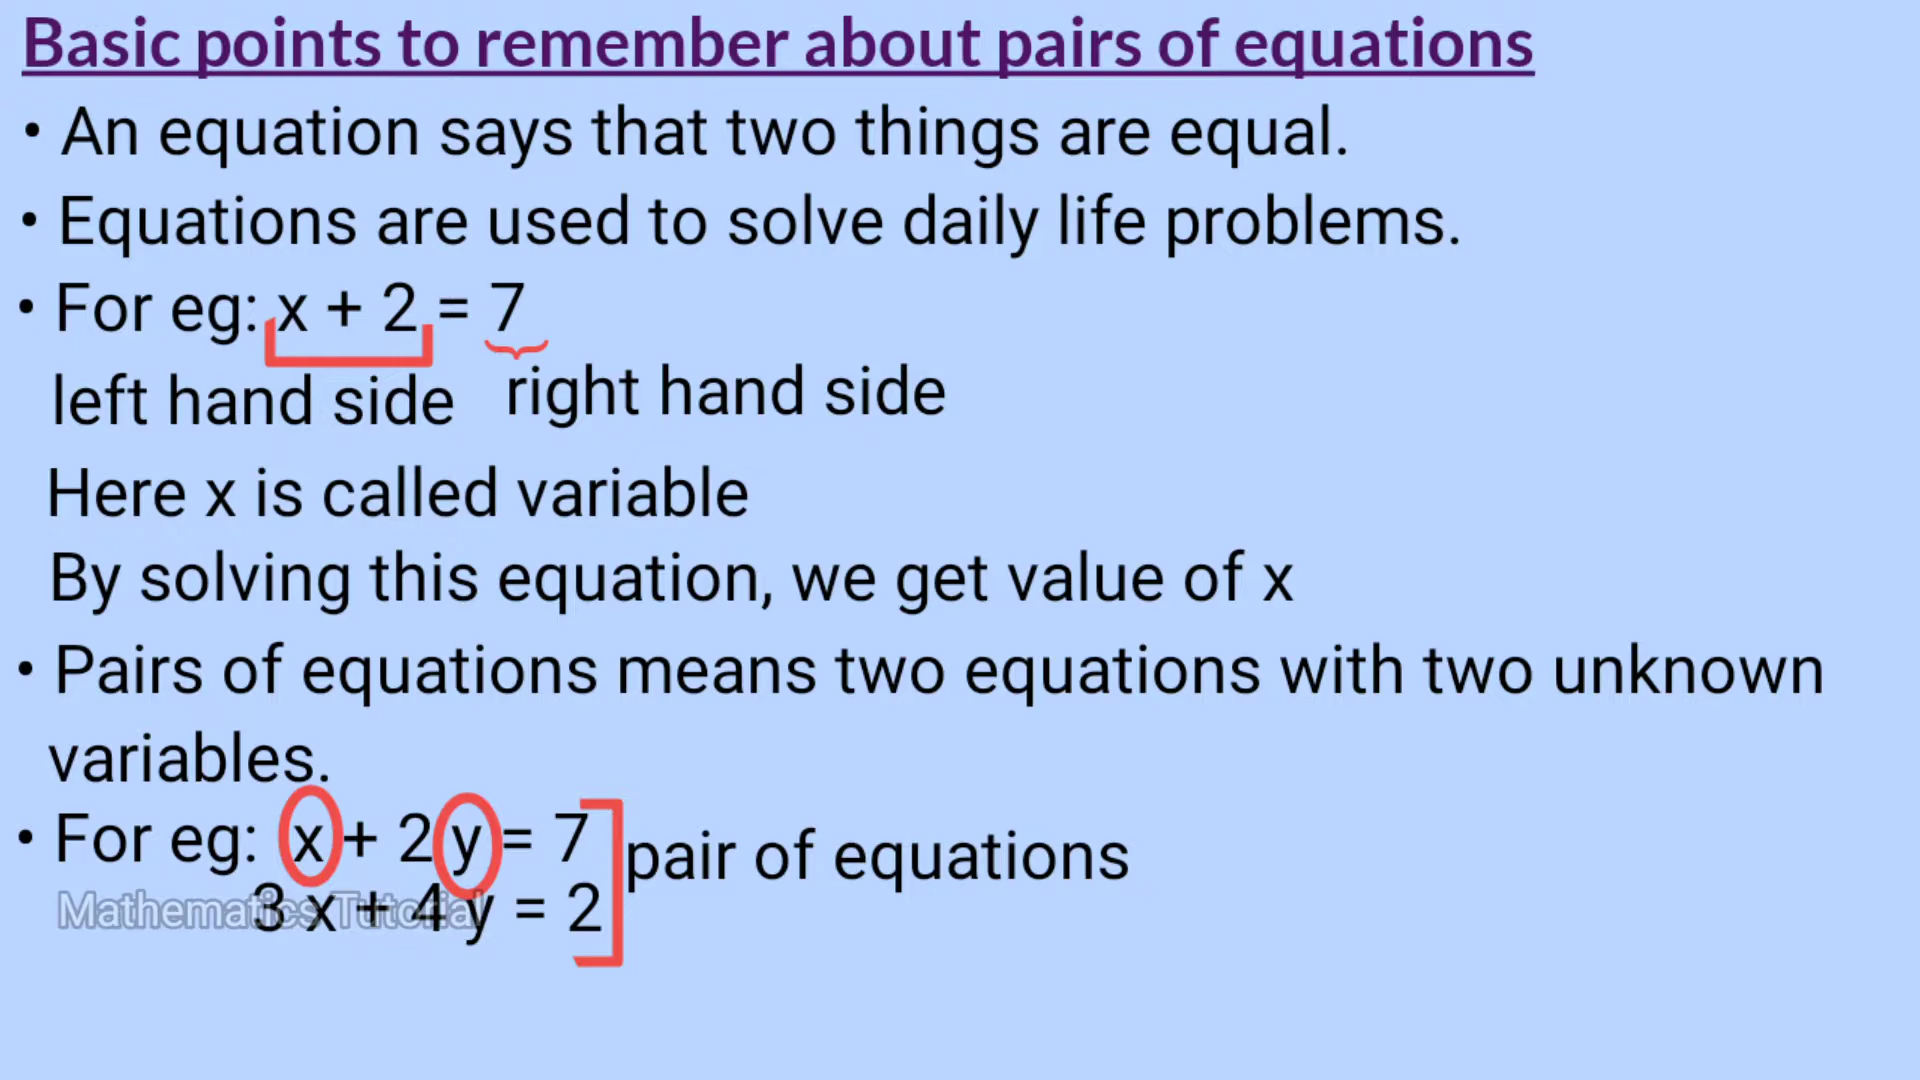 Basic points to remember about pairs of equations
• An equation says that two things are equal.
• Equations are used to solve daily life problems.
• For eg: x + 2 = 7
left hand side right hand side
Here x is called variable
By solving this equation, we get value of x
• Pairs of equations means two equations with two unknown
variables.
• For eg: x + 2 y = 7
pair of equations
3 x + 4 y = 2
Mathematics Tutorial